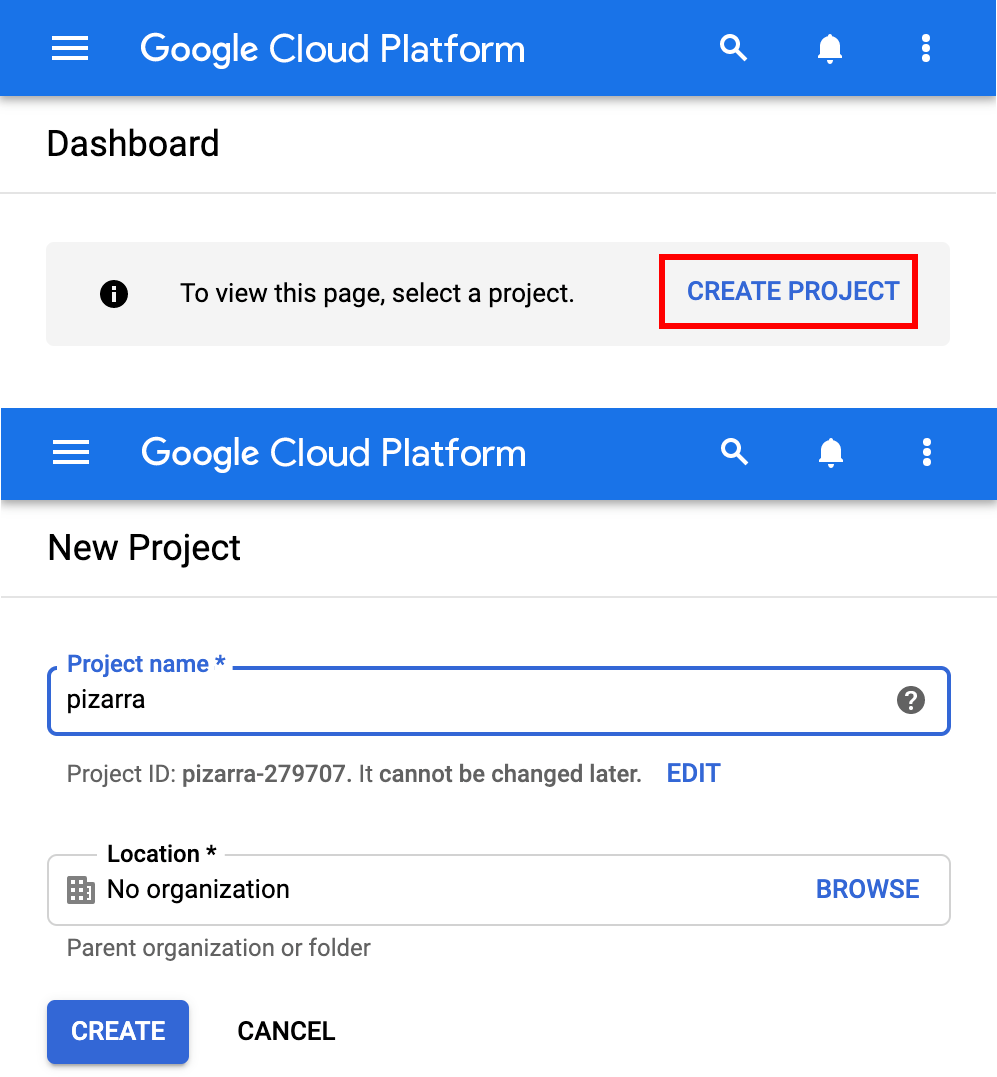 Google Cloud Platform
Dashboard
To view this page, select a project. CREATE PROJECT
Google Cloud Platform
New Project
Project name *
pizarra
Project ID: pizarra-279707. It cannot be changed later. EDIT
Location *
No organization BROWSE
Parent organization or folder
CREATE CANCEL